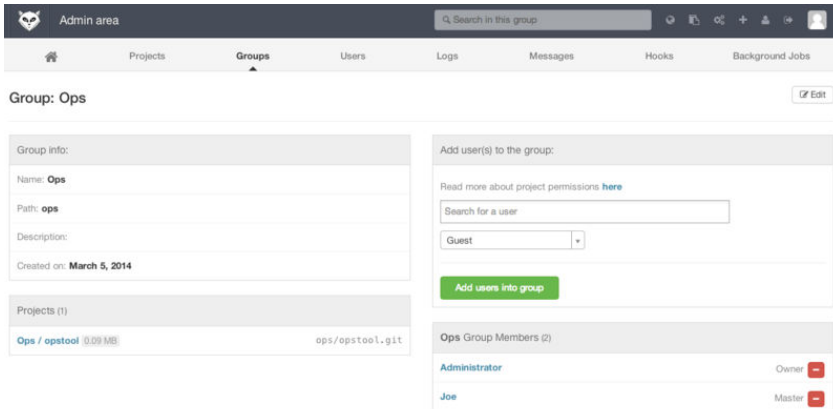 Admin area
Search in this group
Projects
Groups
Users
Logs
Messages
Hooks
Background Jobs
Group: Ops
Edit
Group info:
Name: Ops
Path: ops
Description:
Created on: March 5, 2014
Projects (1)
Ops / opstool 0.09 MB ops/opstool.git
Add user(s) to the group:
Read more about project permissions here
Search for a user
Guest
Add users into group
Ops Group Members (2)
Administrator Owner
Joe Master